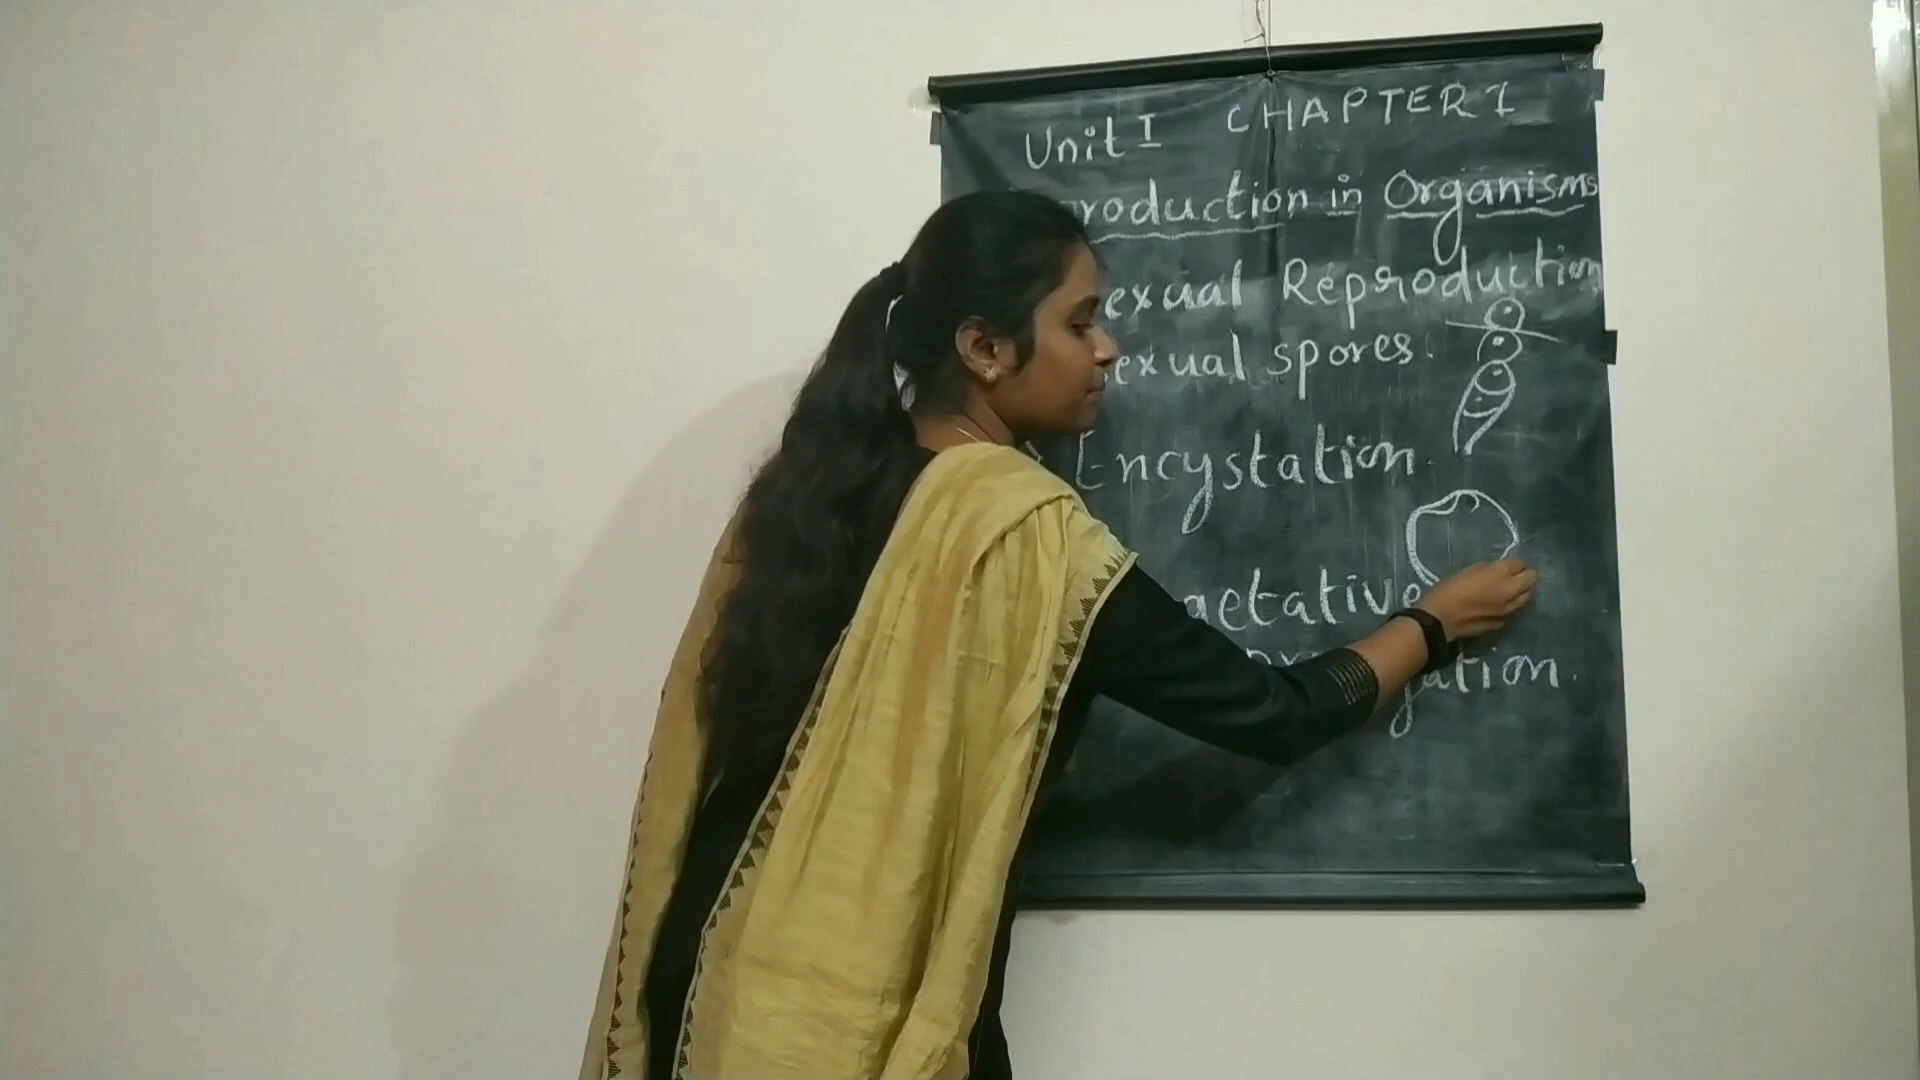 Unit I CHAPTER 1
roduction in Organisms
exual Reproduction
exual spores.
Encystation.
getative
gation.